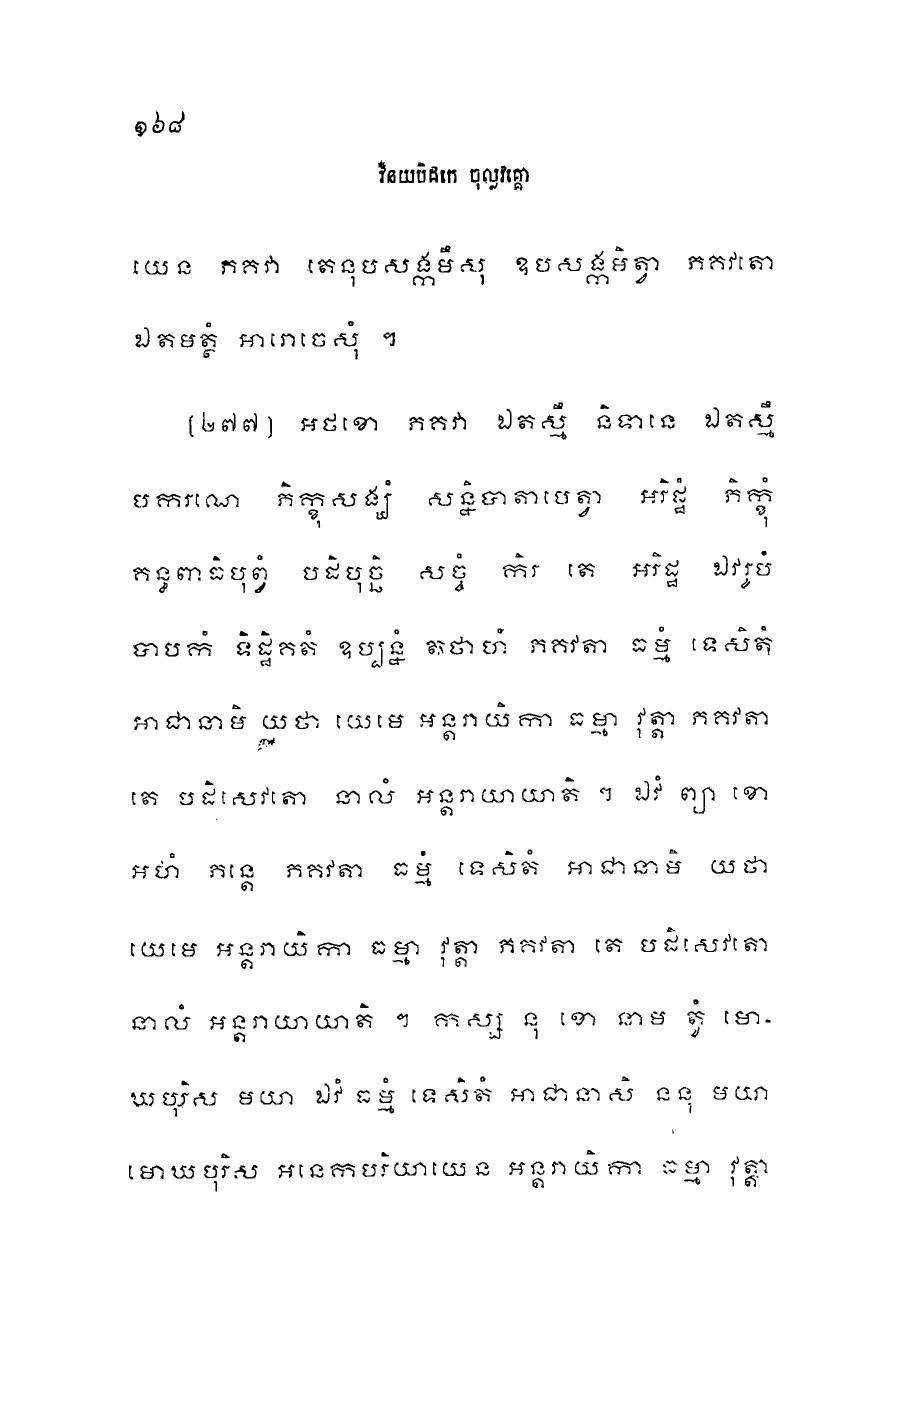 ១៦៨
វិនយបិដកេ ចុល្លវគ្គោ
យេន ភគវា តេនុបសង្កមឹសុ ឧបសង្កមិត្វា ភគវតោ
ឯតមត្ថំ អារោចេសុំ ។
(២៧៧) អថខោ ភគវា ឯតស្មឹ និទានេ ឯតស្មឹ
បករណេ ភិក្ខុសង្ឃំ សន្និបាតាបេត្វា អរិដ្ឋំ ភិក្ខុំ
គន្ធពាធិបុព្វំ បដិបុច្ឆិ សច្ចំ កិរ តេ អរិដ្ឋ ឯវរូបំ
បាបកំ ទិដ្ឋិគតំ ឧប្បន្នំ តថាហំ ភគវតា ធម្មំ ទេសិតំុ
អាជានាមិ យថា យេមេ អន្តរាយិកា ធម្មា វុត្តា ភគវតា
តេ បដិសេវតោ នាលំ អន្តរាយាយាតិ ។ ឯវំ ព្យា ខោ
អហំ ភន្តេ ភគវតា ធម្មំ ទេសិតំ អាជានាមិ យថា
យេមេ អន្តរាយិកា ធម្មា វុត្តា ភគវតា តេ បដិសេវតោ
នាលំ អន្តរាយាយាតិ ។ កស្ស នុ ខោ នាម ត្វំ មោ-
ឃបុរិស មយា ឯវំ ធម្មំ ទេសិតំ អាជានាសិ ននុ មយា
មោឃបុរិស អនេកបរិយាយេន អន្តរាយិកា ធម្មា វុត្តា